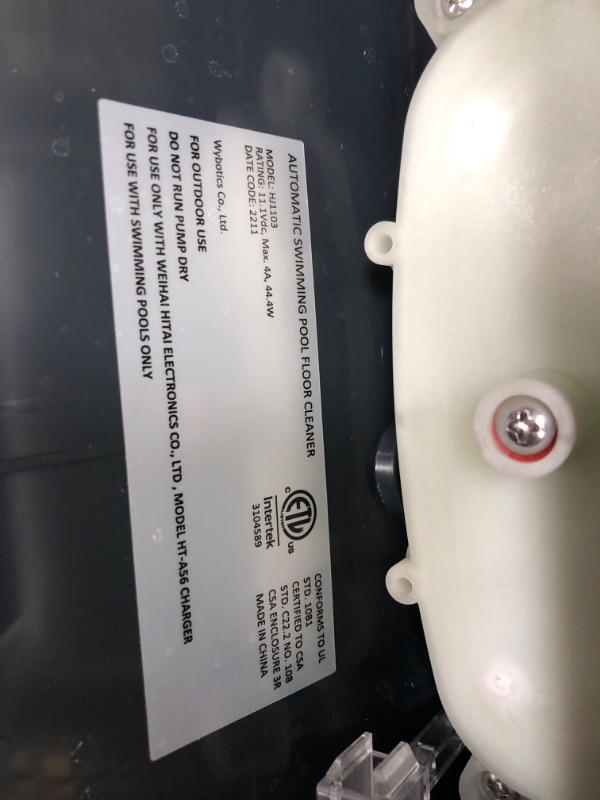 AUTOMATIC SWIMMING POOL FLOOR CLEANER
MODEL: HJ1103
RATING: 11.1Vdc, Max. 4A, 44.4W
DATE CODE: 2211
Wybotics Co., Ltd.
FOR OUTDOOR USE
DO NOT RUN PUMP DRY
FOR USE ONLY WITH WEIHAI HITAI ELECTRONICS CO., LTD , MODEL HT-A56 CHARGER
FOR USE WITH SWIMMING POOLS ONLY
C ETL US
Intertek
3104589
CONFORMS TO UL
STD. 1081
CERTIFIED TO CSA
STD. C22.2 NO. 108
CSA ENCLOSURE 3R
MADE IN CHINA